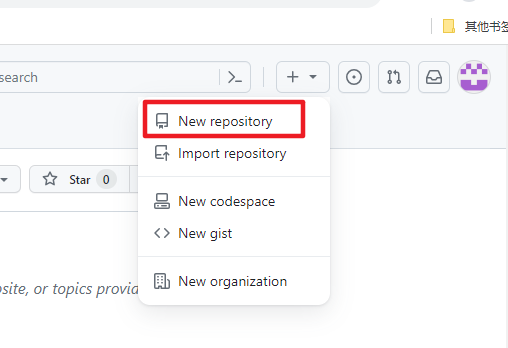 其他书签
search
New repository
Import repository
Star 0
New codespace
New gist
New organization
site, or topics provid